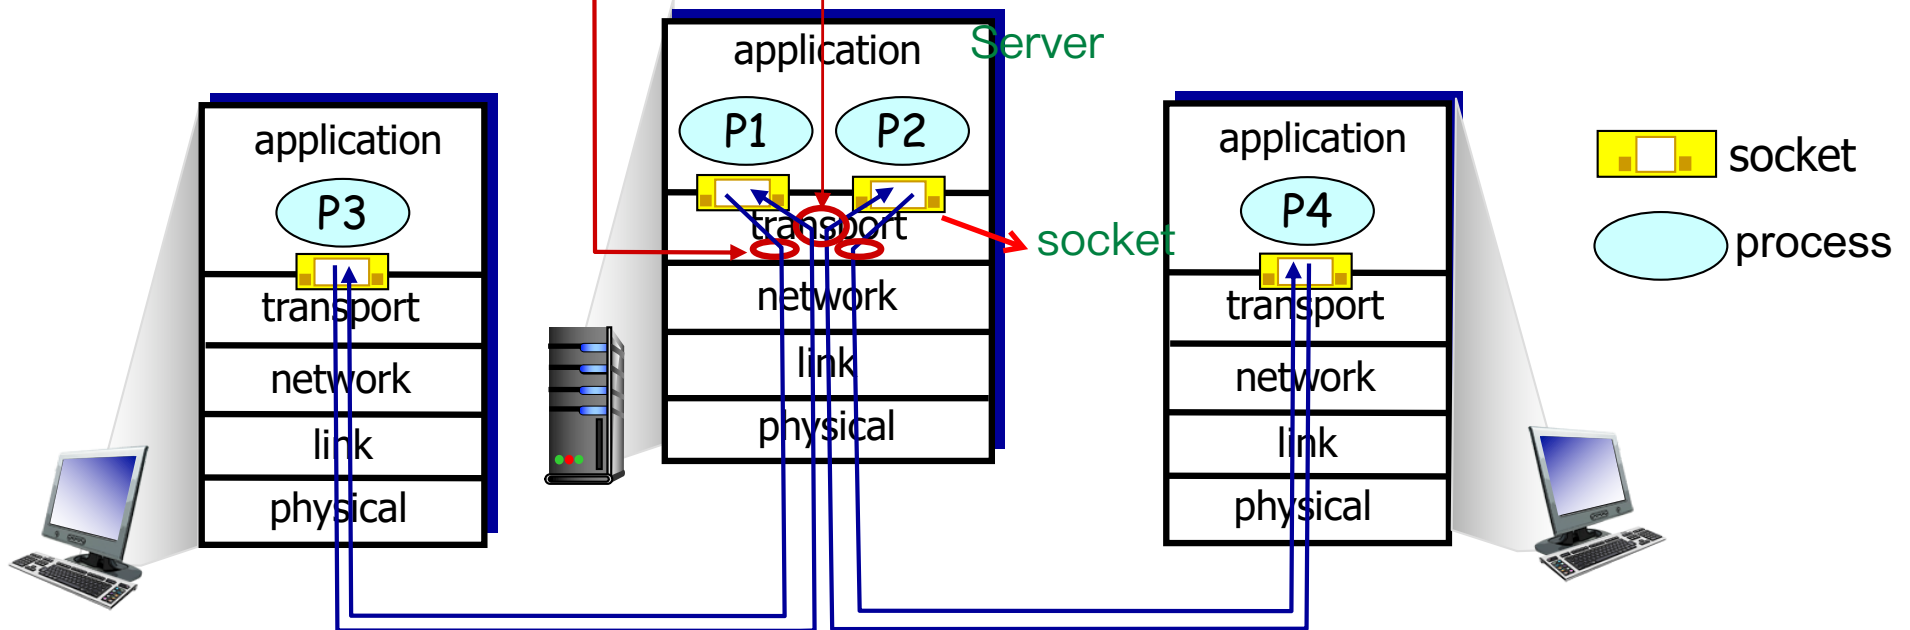 application
P3
transport
network
link
physical
Server
application
P1 P2
transport
socket
network
link
physical
application
P4
transport
network
link
physical
socket
process